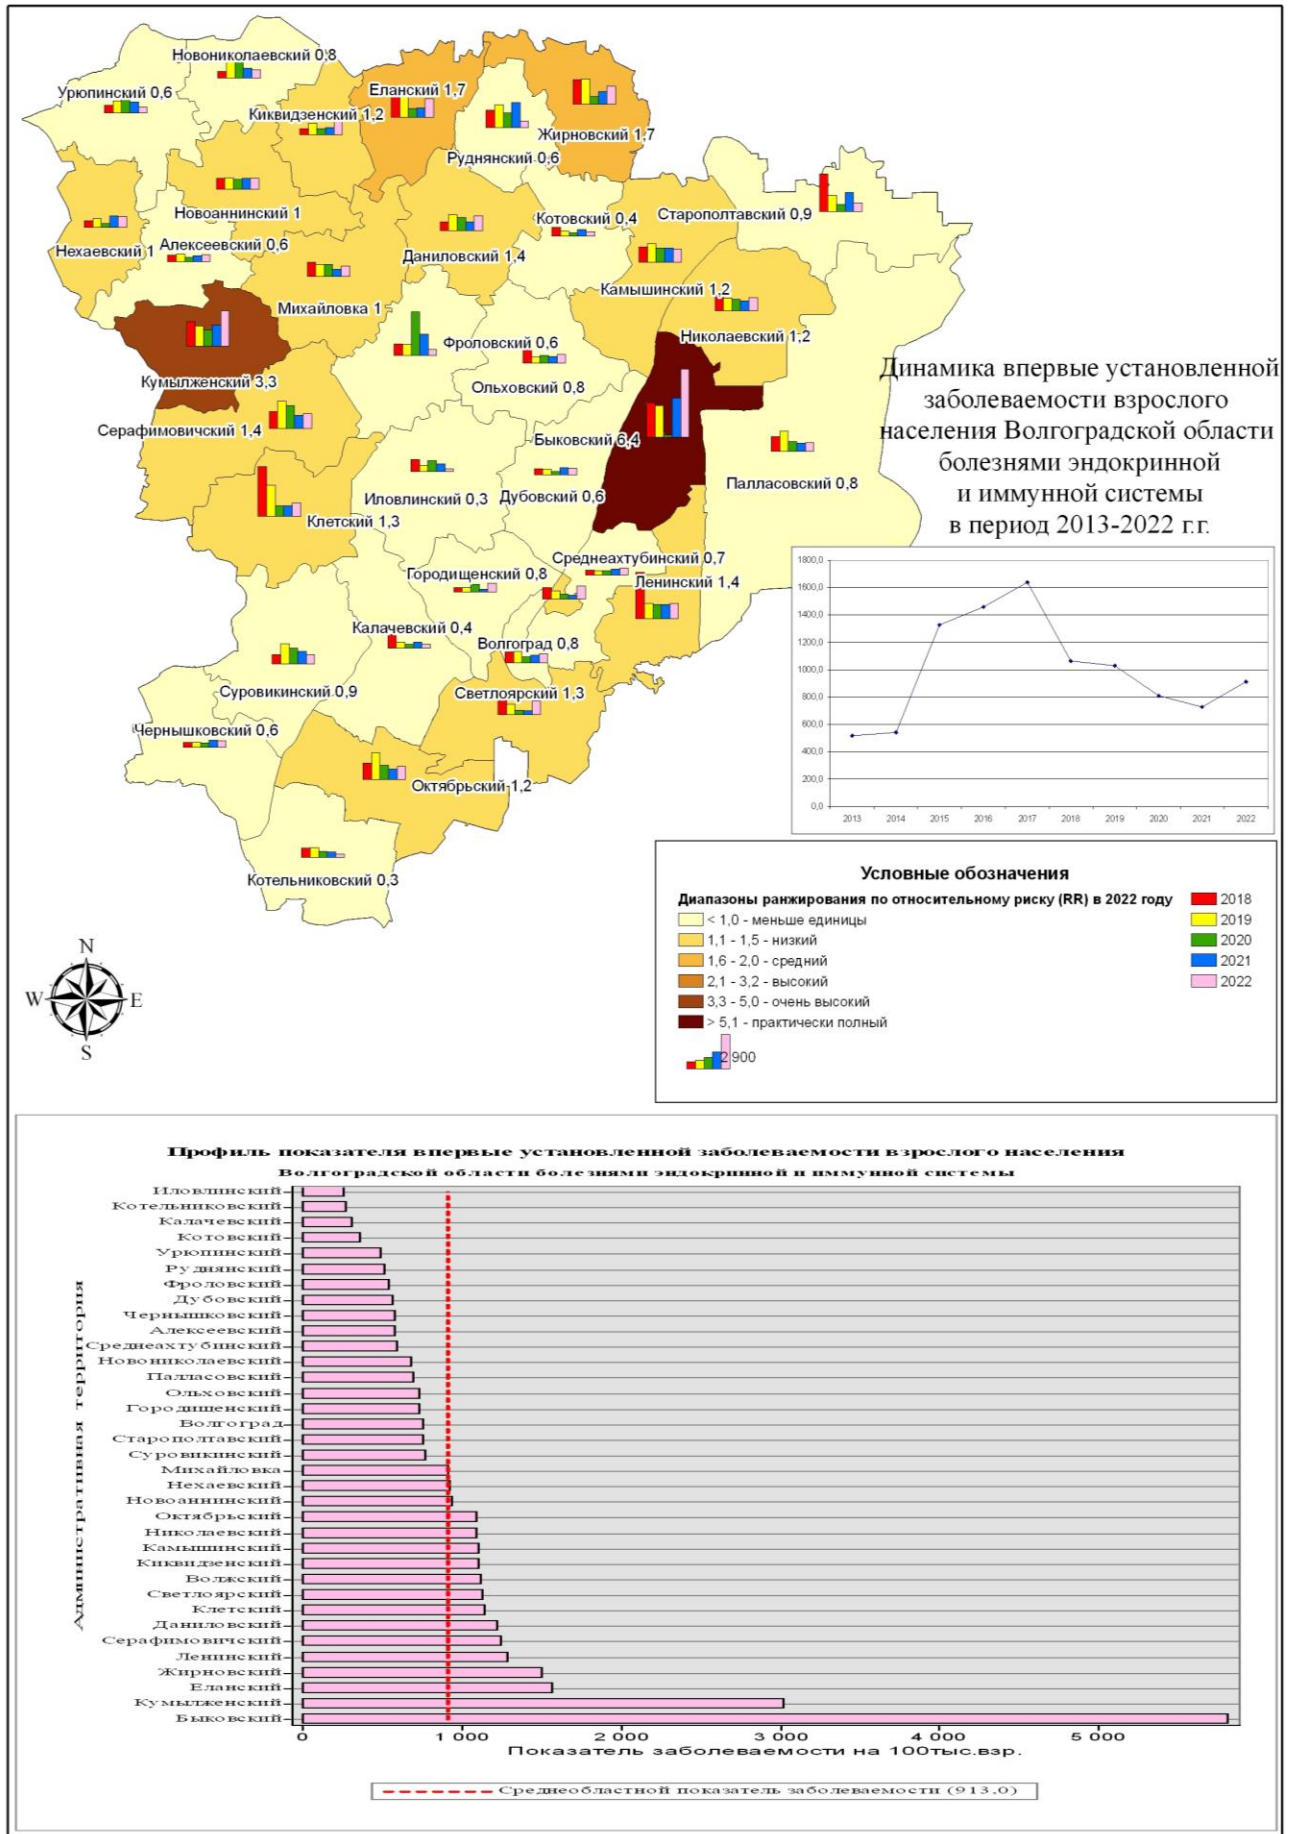 Новониколаевский 0,8
Урюпинский 0,6
Еланский 1,7
Киквидзенский 1,2
Жирновский 1,7
Руднянский 0,6
Новоаннинский 1
Котовский 0,4
Старополтавский 0,9
Нехаевский 1
Алексеевский 0,6
Даниловский 1,4
Камышинский 1,2
Михайловка 1
Николаевский 1,2
Фроловский 0,6
Кумылженский 3,3
Ольховский 0,8
Серафимовичский 1,4
Быковский 6,4
Палласовский 0,8
Иловлинский 0,3
Дубовский 0,6
Клетский 1,3
Среднеахтубинский 0,7
Городищенский 0,8
Ленинский 1,4
Калачевский 0,4
Волгоград 0,8
Суровикинский 0,9
Светлоярский 1,3
Чернышковский 0,6
Октябрьский 1,2
Котельниковский 0,3
Динамика впервые установленной
заболеваемости взрослого
населения Волгоградской области
болезнями эндокринной
и иммунной системы
в период 2013-2022 г.г.
1800,0
1600,0
1400,0
1200,0
1000,0
800,0
600,0
400,0
200,0
0,0
2013 2014 2015 2016 2017 2018 2019 2020 2021 2022
N
W E
S
Условные обозначения
Диапазоны ранжирования по относительному риску (RR) в 2022 году
< 1,0 - меньше единицы
1,1 - 1,5 - низкий
1,6 - 2,0 - средний
2,1 - 3,2 - высокий
3,3 - 5,0 - очень высокий
> 5,1 - практически полный
2 900
2018
2019
2020
2021
2022
Профиль показателя впервые установленной заболеваемости взрослого населения
Волгоградской области болезнями эндокринной и иммунной системы
Административная территория
Иловлинский
Котельниковский
Калачевский
Котовский
Урюпинский
Руднянский
Фроловский
Дубовский
Чернышковский
Алексеевский
Среднеахтубинский
Новониколаевский
Палласовский
Ольховский
Городищенский
Волгоград
Старополтавский
Суровикинский
Михайловка
Нехаевский
Новоаннинский
Октябрьский
Николаевский
Камышинский
Киквидзенский
Волжский
Светлоярский
Клетский
Даниловский
Серафимовичский
Ленинский
Жирновский
Еланский
Кумылженский
Быковский
0 1 000 2 000 3 000 4 000 5 000
Показатель заболеваемости на 100тыс.взр.
Среднеобластной показатель заболеваемости (913,0)